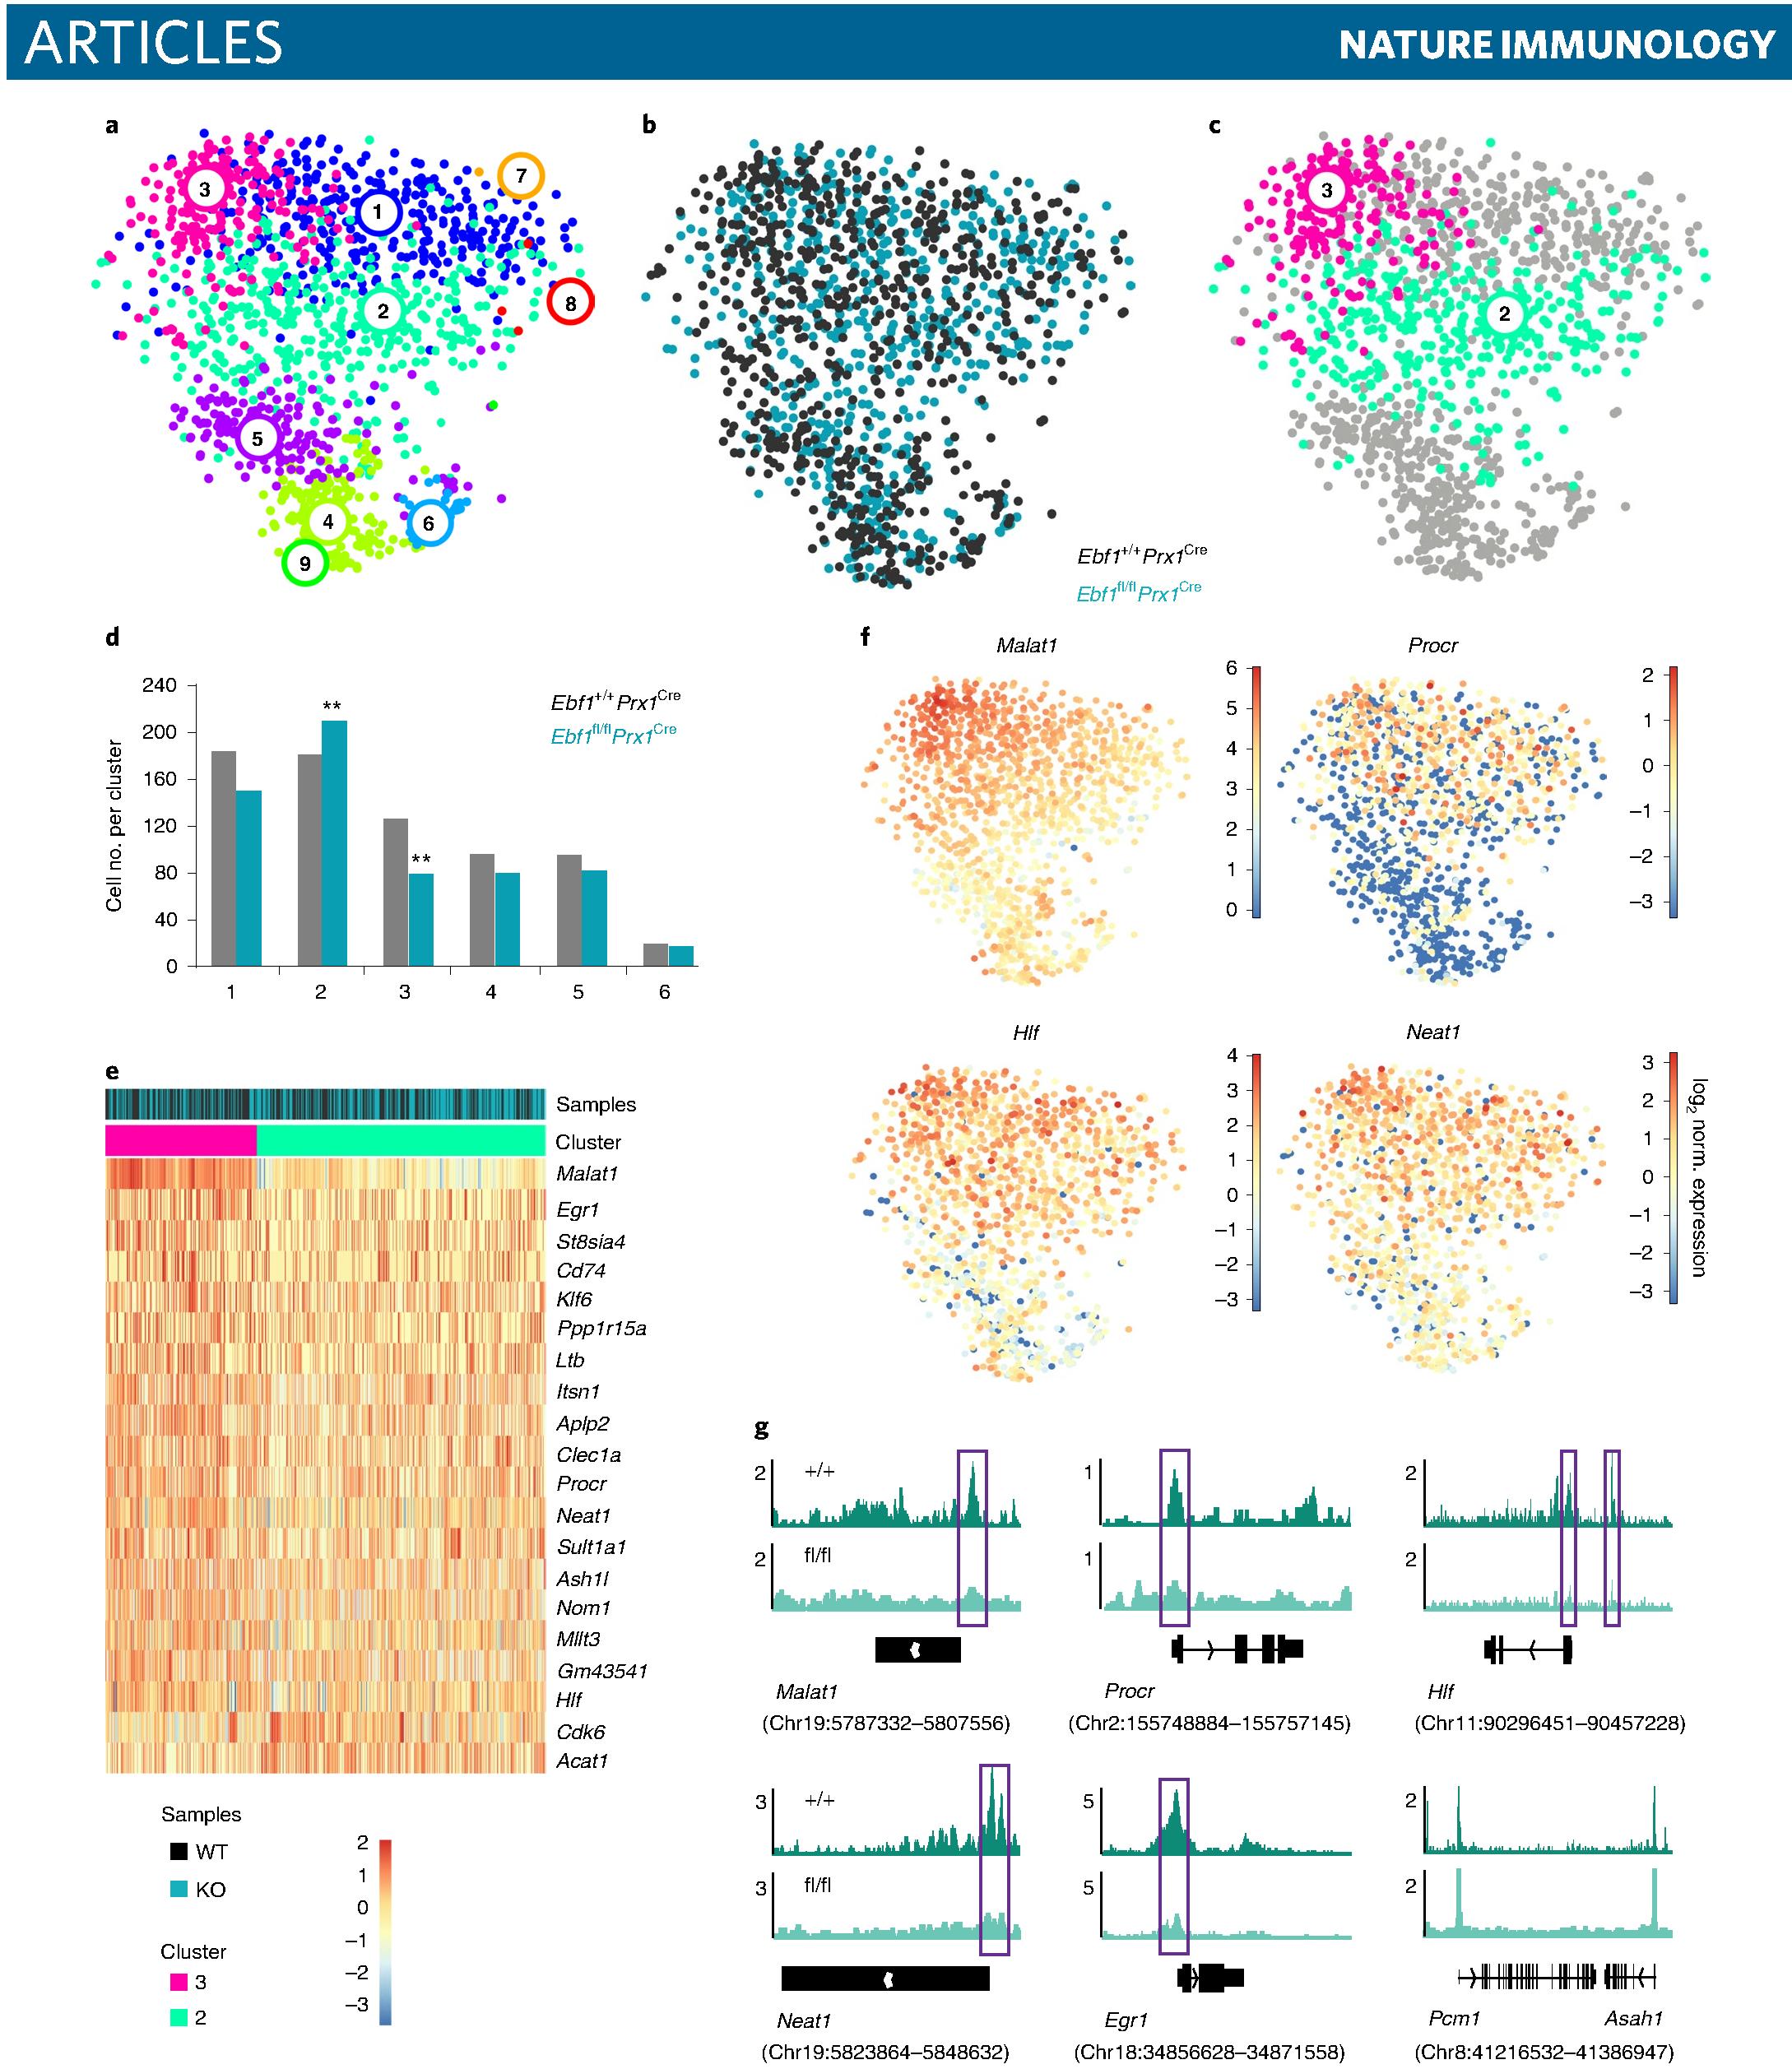 ARTICLES
NATURE IMMUNOLOGY
a
3
1
7
2
8
5
4
6
9
b
Ebf1+/+Prx1Cre
Ebf1fl/flPrx1Cre
c
3
2
d
Cell no. per cluster
240
200
160
120
80
40
0
**
**
1 2 3 4 5 6
Ebf1+/+Prx1Cre
Ebf1fl/flPrx1Cre
e
Samples
Cluster
Malat1
Egr1
St8sia4
Cd74
Klf6
Ppp1r15a
Ltb
Itsn1
Aplp2
Clec1a
Procr
Neat1
Sult1a1
Ash1l
Nom1
Mllt3
Gm43541
Hlf
Cdk6
Acat1
Samples
WT
KO
Cluster
3
2
2
1
0
−1
−2
−3
f
Malat1
6
5
4
3
2
1
0
Procr
2
1
0
−1
−2
−3
Hlf
4
3
2
1
0
−1
−2
−3
Neat1
3
2
1
0
−1
−2
−3
log2 norm. expression
g
2 +/+
2 fl/fl
Malat1
(Chr19:5787332–5807556)
1
1
Procr
(Chr2:155748884–155757145)
2
2
Hlf
(Chr11:90296451–90457228)
3 +/+
3 fl/fl
Neat1
(Chr19:5823864–5848632)
5
5
Egr1
(Chr18:34856628–34871558)
2
2
Pcm1 Asah1
(Chr8:41216532–41386947)